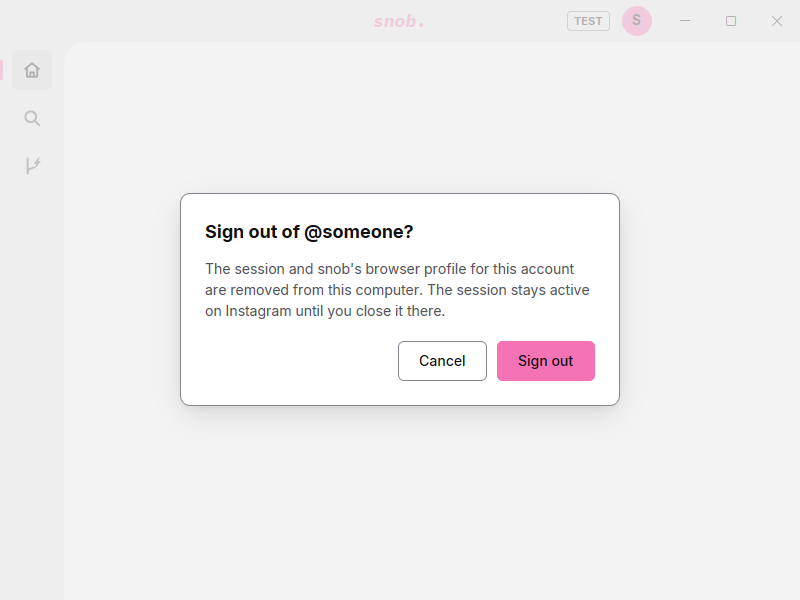 snob.
TEST
S
Sign out of @someone?
The session and snob's browser profile for this account
are removed from this computer. The session stays active
on Instagram until you close it there.
Cancel
Sign out